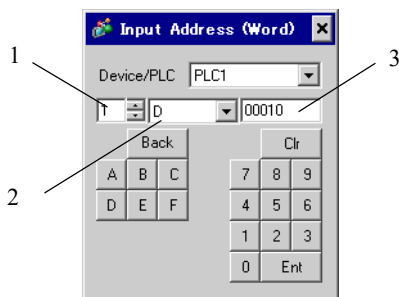 Input Address (Word)
1
3
Device/PLC PLC1
1 D 00010
Back Clr
2
A B C 7 8 9
D E F 4 5 6
1 2 3
0 Ent